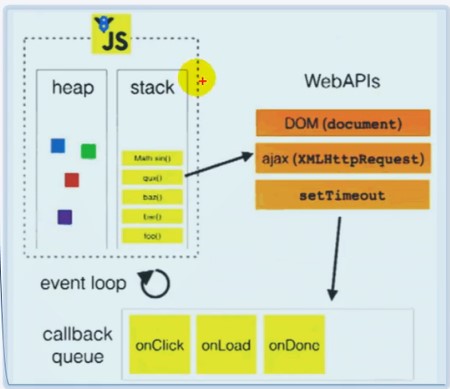 JS
heap
stack
WebAPIs
DOM (document)
ajax (XMLHttpRequest)
setTimeout
Math.sin()
qux()
baz()
foo()
event loop
callback
queue
onClick
onLoad
onDone